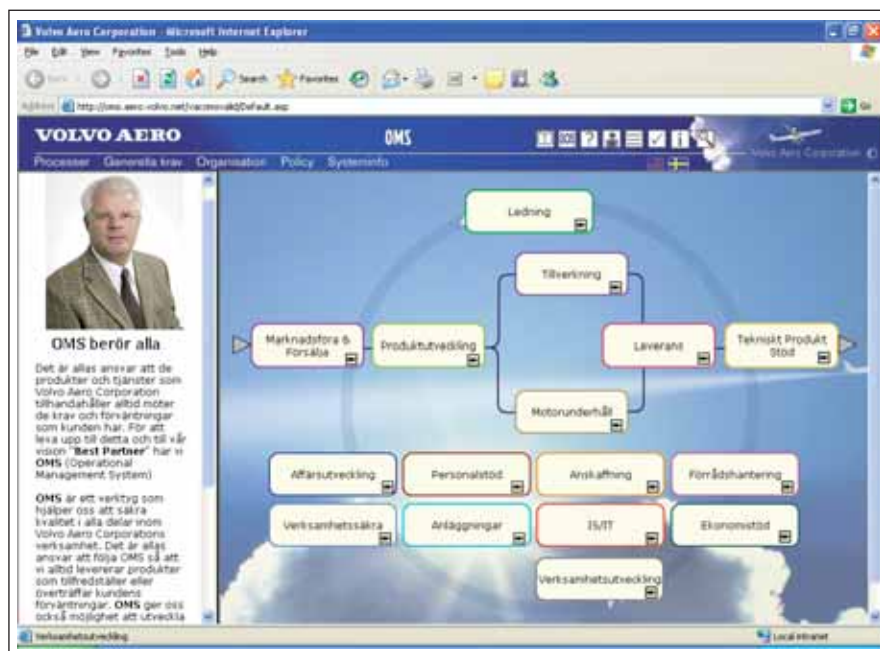 Volvo Aero Corporation - Microsoft Internet Explorer
File Edit View Favorites Tools Help
Search Favorites
Address Go
VOLVO AERO
OMS
Volvo Aero Corporation
Processer Generella krav Organisation Policy Systeminfo
Ledning
Tillverkning
Marknadsföra &
Försälja
Produktutveckling
Leverans
Tekniskt Produkt
Stöd
Motorunderhåll
Affärsutveckling
Personalstöd
Anskaffning
Förrådshantering
Verksamhetssäkra
Anläggningar
IS/IT
Ekonomistöd
Verksamhetsutveckling
OMS berör alla
Det är allas ansvar att de
produkter och tjänster som
Volvo Aero Corporation
tillhandahåller alltid möter
de krav och förväntningar
som kunden har. För att
leva upp till detta och till vår
vision "Best Partner" har vi
OMS (Operational
Management System)
OMS är ett verktyg som
hjälper oss att säkra
kvalitet i alla delar inom
Volvo Aero Corporations
verksamhet. Det är allas
ansvar att följa OMS så att
vi alltid levererar produkter
som tillfredställer eller
överträffar kundens
förväntningar. OMS ger oss
också möjlighet att utveckla
Verksamhetsutveckling
Local intranet